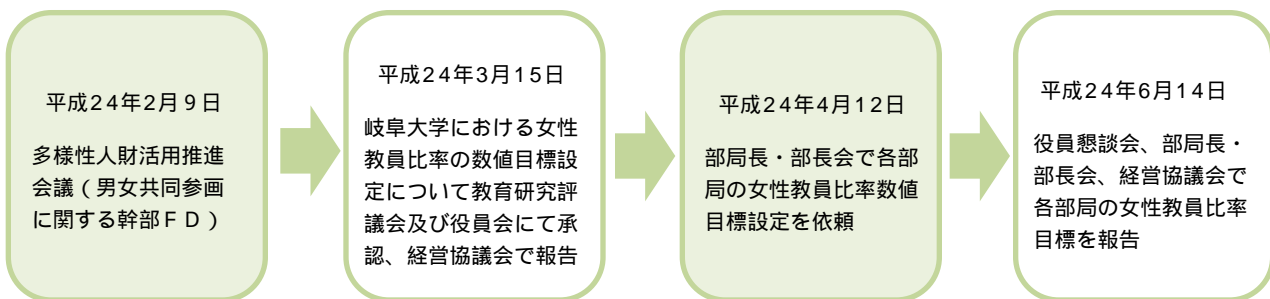 平成24年2月9日
多様性人財活用推進
会議（男女共同参画
に関する幹部ＦＤ）
平成24年3月15日
岐阜大学における女性
教員比率の数値目標設
定について教育研究評
議会及び役員会にて承
認、経営協議会で報告
平成24年4月12日
部局長・部長会で各部
局の女性教員比率数値
目標設定を依頼
平成24年6月14日
役員懇談会、部局長・
部長会、経営協議会で
各部局の女性教員比率
目標を報告